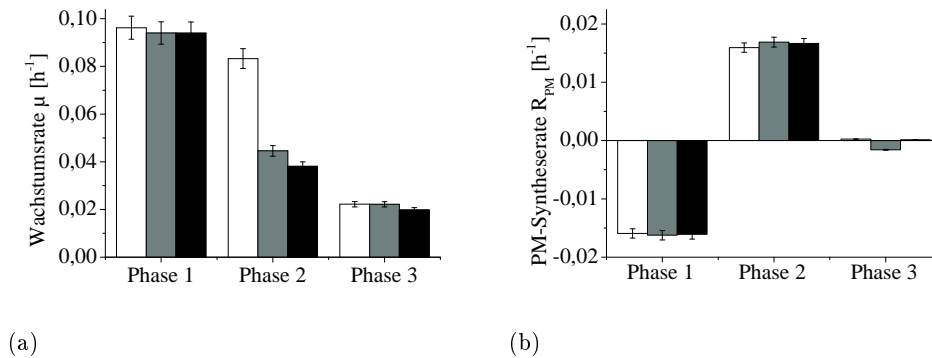 Wachstumsrate µ [h⁻¹]
0,10
0,08
0,06
0,04
0,02
0,00
Phase 1 Phase 2 Phase 3
(a)
PM-Syntheserate R_PM [h⁻¹]
0,02
0,01
0,00
-0,01
-0,02
Phase 1 Phase 2 Phase 3
(b)